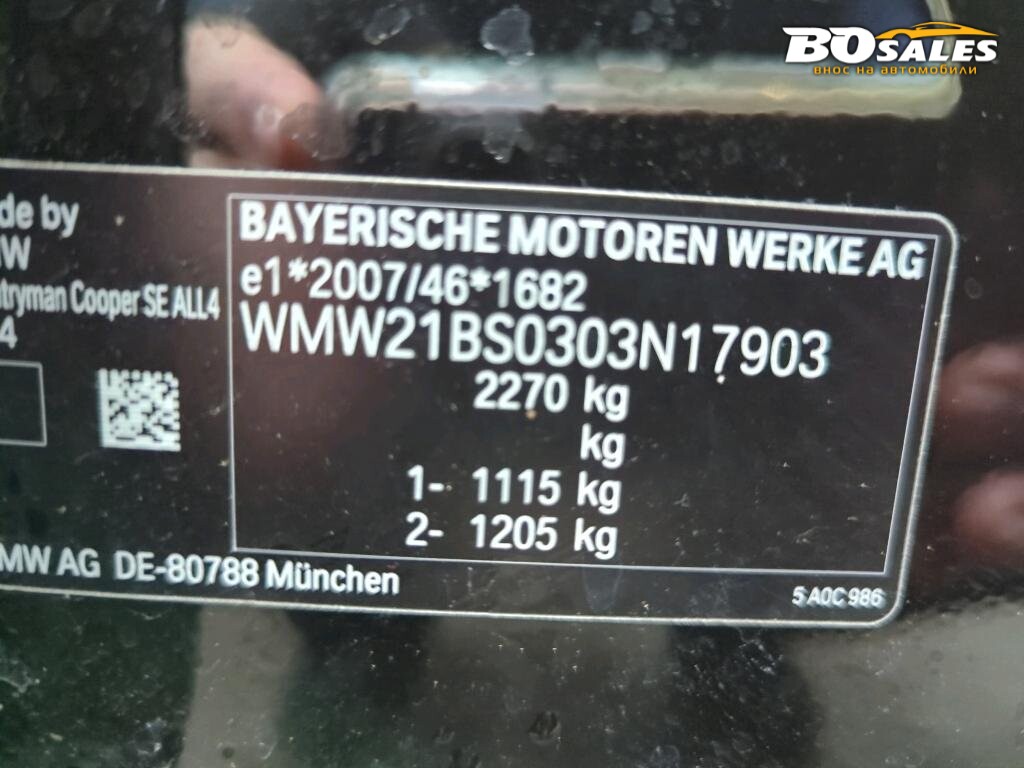 BOSALES
внос на автомобили
de by
W
tryman Cooper SE ALL4
4
BAYERISCHE MOTOREN WERKE AG
e1*2007/46*1682
WMW21BS0303N17903
2270 kg
kg
1- 1115 kg
2- 1205 kg
MW AG DE-80788 München
5 A0C 986